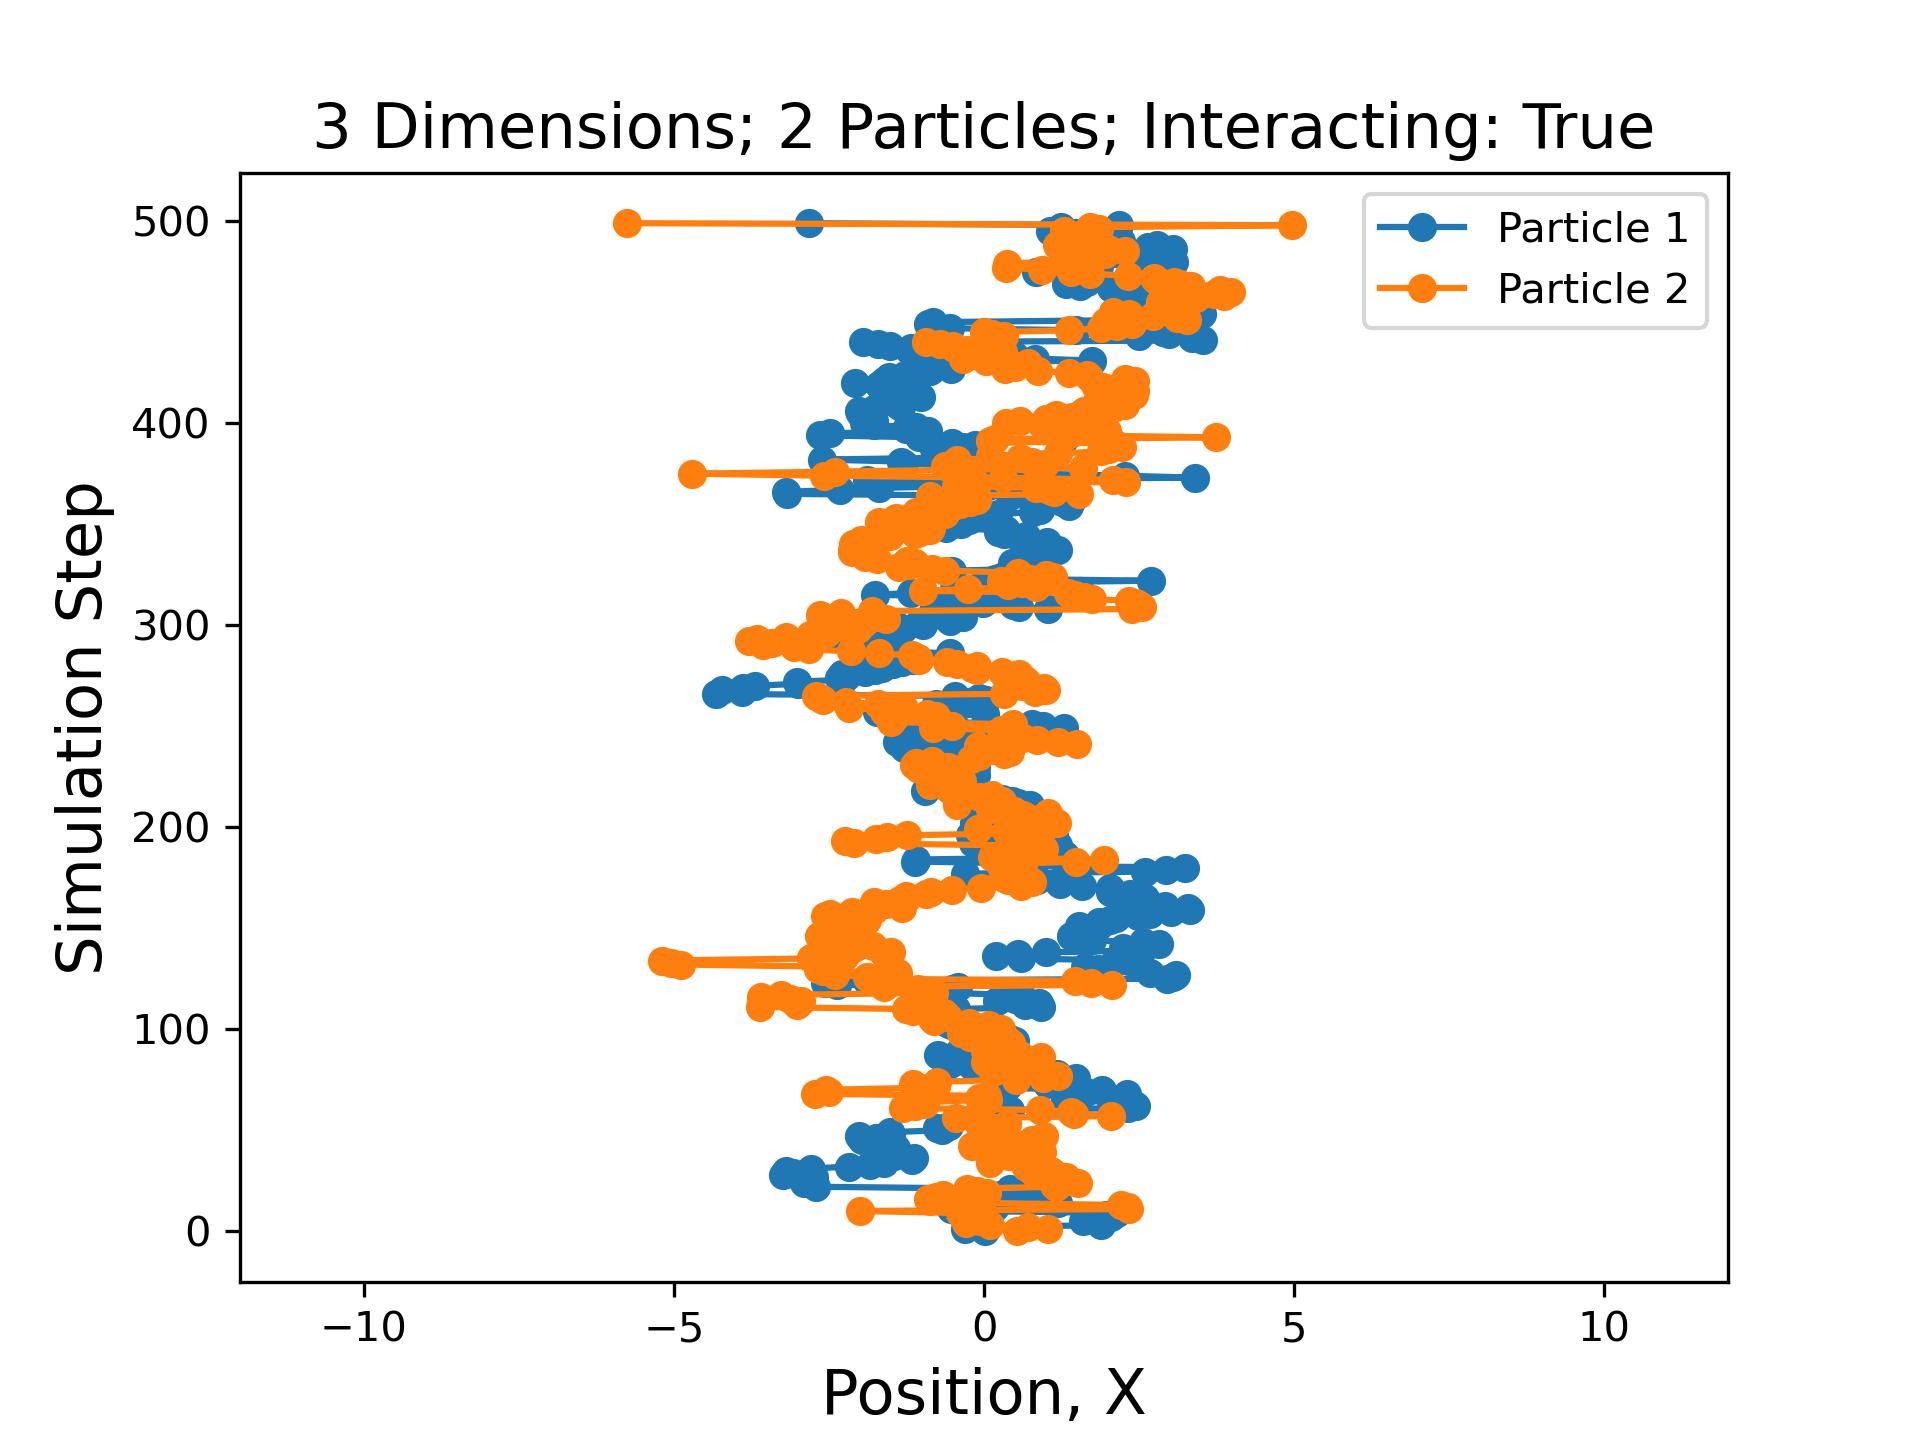 3 Dimensions; 2 Particles; Interacting: True
Particle 1
Particle 2
500
400
300
200
100
0
Simulation Step
−10
−5
0
5
10
Position, X